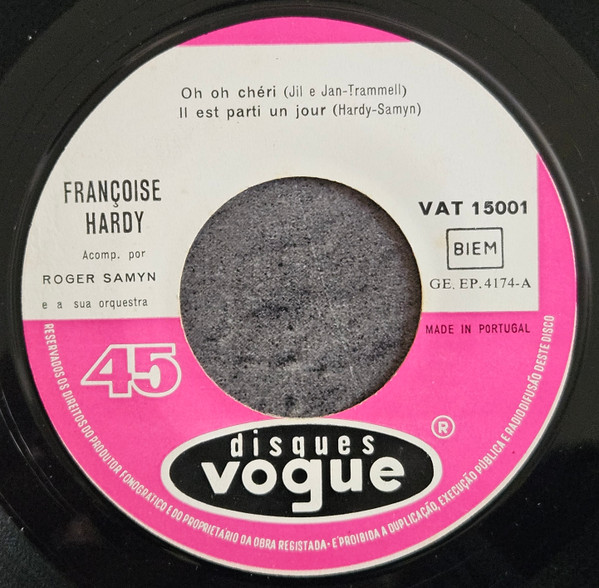 Oh oh chéri (Jil e Jan-Trammell)
Il est parti un jour (Hardy-Samyn)
FRANÇOISE
HARDY
Acomp. por
ROGER SAMYN
e a sua orquestra
VAT 15001
BIEM
GE. EP. 4174-A
MADE IN PORTUGAL
45
disques
vogue
®
RESERVADOS OS DIREITOS DO PRODUTOR FONOGRÁFICO E DO PROPRIETÁRIO DA OBRA REGISTADA - É PROIBIDA A DUPLICAÇÃO, EXECUÇÃO PÚBLICA E RADIODIFUSÃO DESTE DISCO